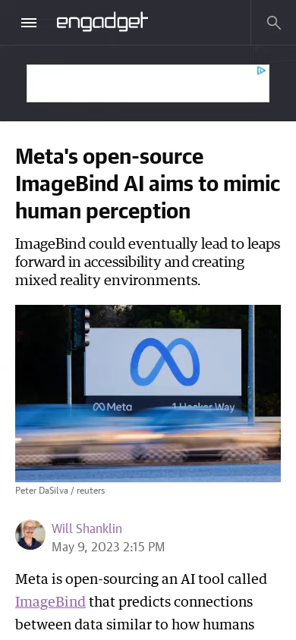 engadget
Meta's open-source
ImageBind AI aims to mimic
human perception
ImageBind could eventually lead to leaps
forward in accessibility and creating
mixed reality environments.
Meta
1 Hacker Way
Peter DaSilva / reuters
Will Shanklin
May 9, 2023 2:15 PM
Meta is open-sourcing an AI tool called
ImageBind that predicts connections
between data similar to how humans